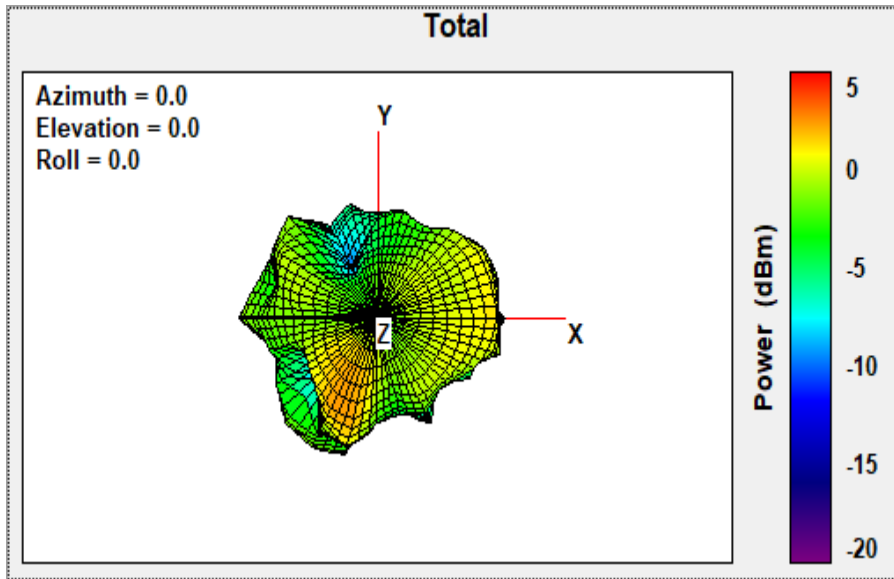 Total
Azimuth = 0.0
Elevation = 0.0
Roll = 0.0
Y
X
Z
5
0
-5
-10
-15
-20
Power (dBm)